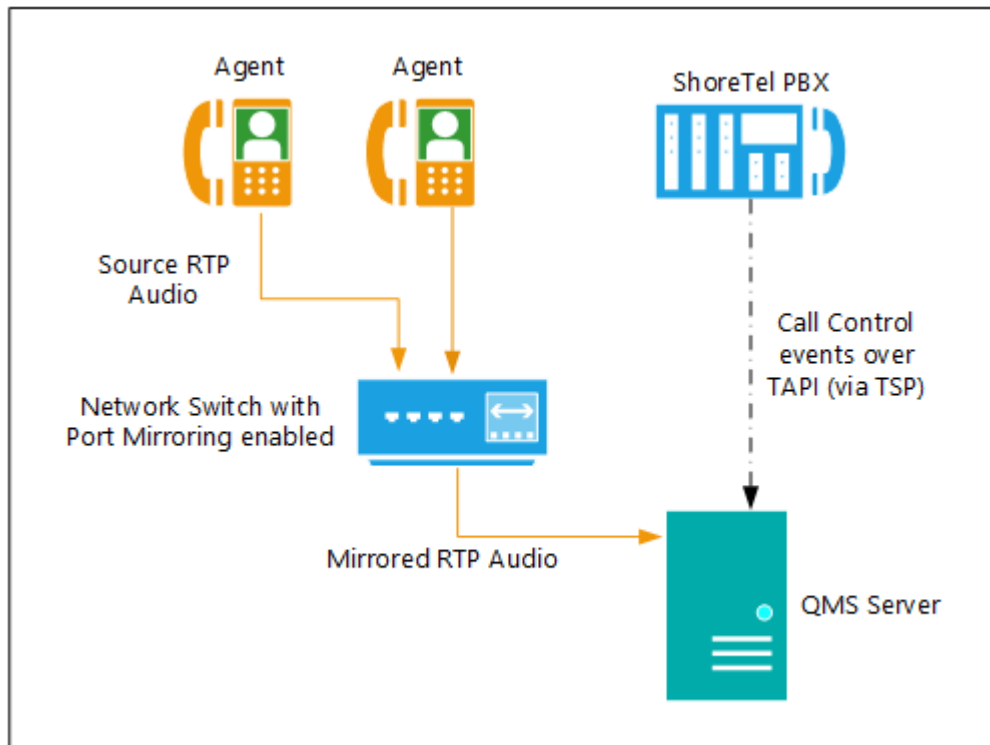 Agent
Agent
ShoreTel PBX
Source RTP
Audio
Call Control
events over
TAPI (via TSP)
Network Switch with
Port Mirroring enabled
Mirrored RTP Audio
QMS Server